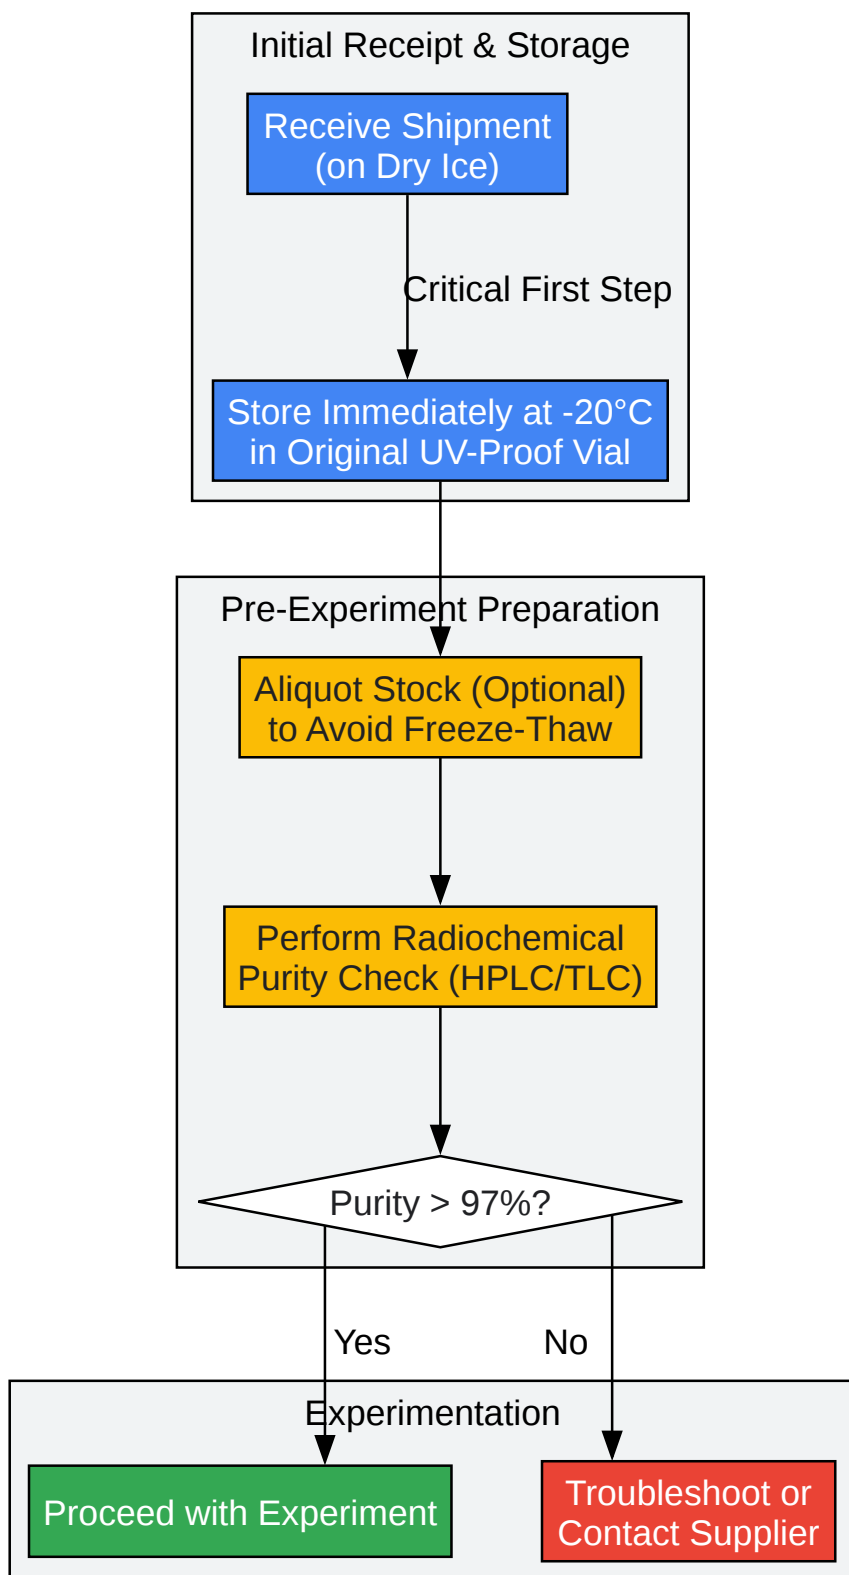 Initial Receipt & Storage
Receive Shipment
(on Dry Ice)
Critical First Step
Store Immediately at -20°C
in Original UV-Proof Vial
Pre-Experiment Preparation
Aliquot Stock (Optional)
to Avoid Freeze-Thaw
Perform Radiochemical
Purity Check (HPLC/TLC)
Purity > 97%?
Yes
No
Experimentation
Proceed with Experiment
Troubleshoot or
Contact Supplier